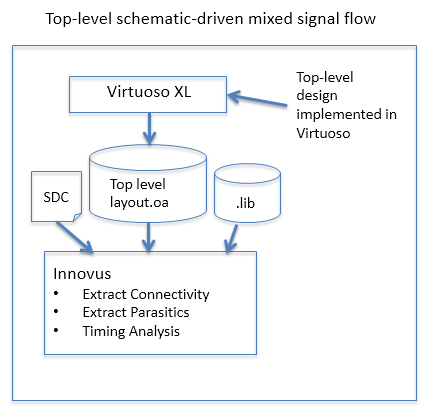 Top-level schematic-driven mixed signal flow
Virtuoso XL
Top-level
design
implemented in
Virtuoso
SDC
Top level
layout.oa
.lib
Innovus
• Extract Connectivity
• Extract Parasitics
• Timing Analysis